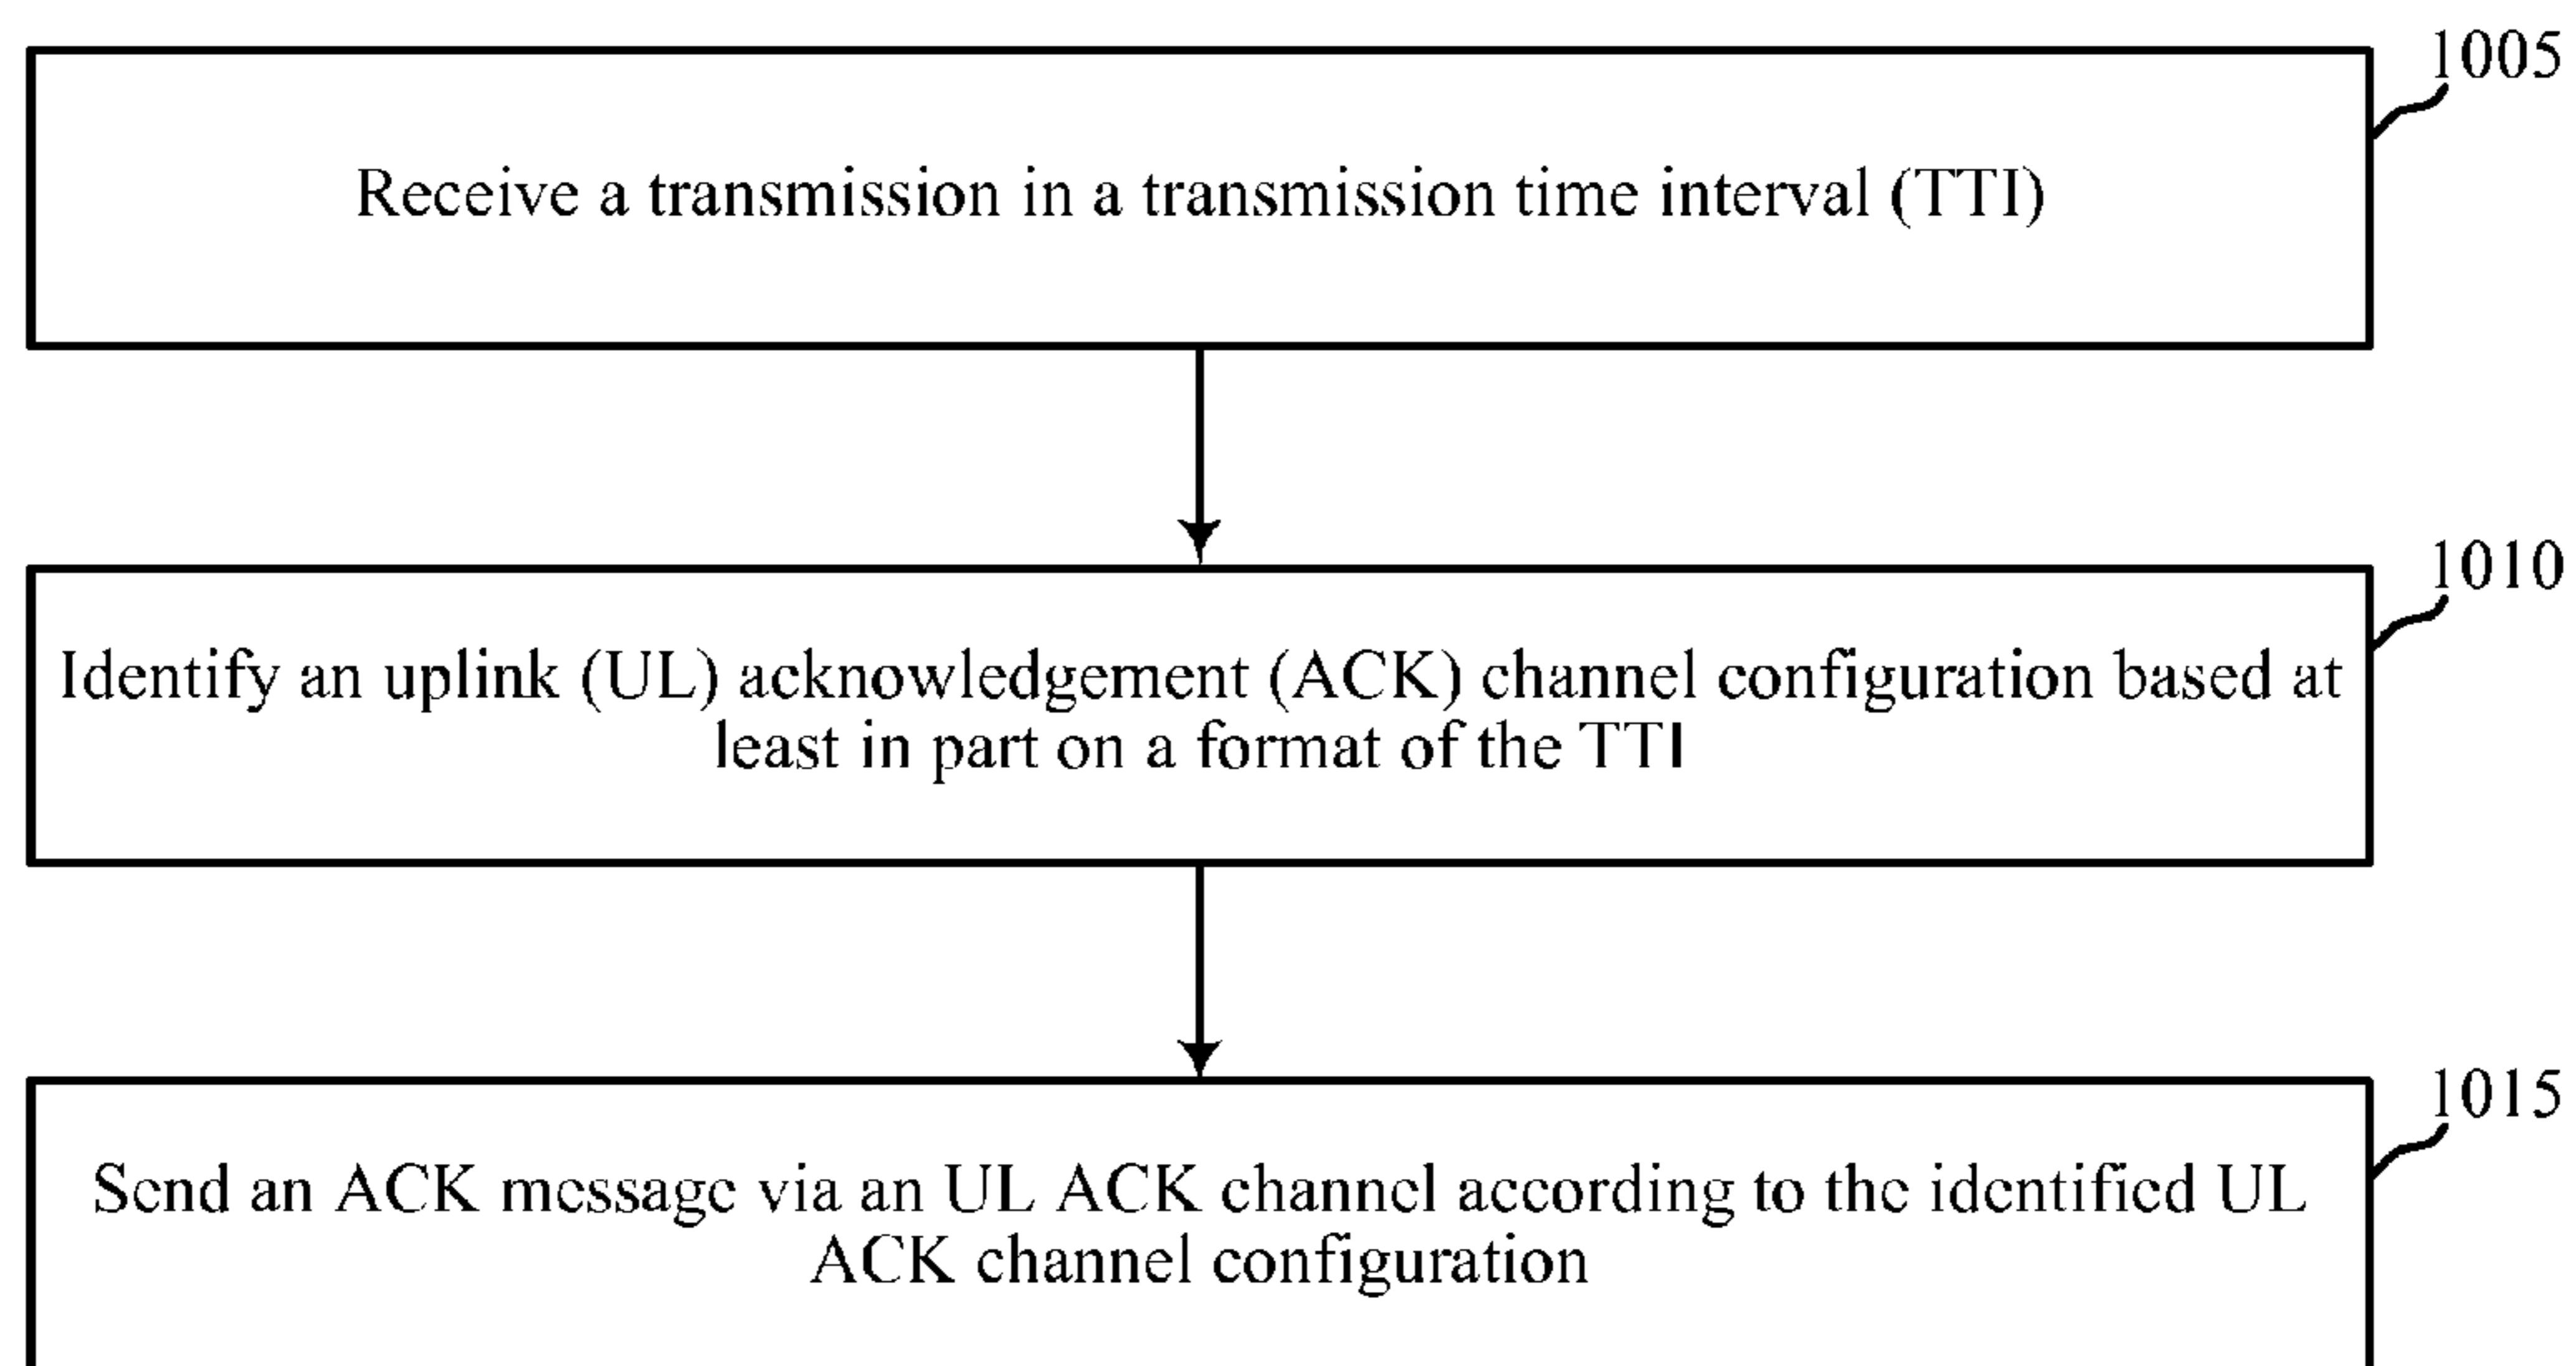 1005
Receive a transmission in a transmission time interval (TTI)
1010
Identify an uplink (UL) acknowledgement (ACK) channel configuration based at
least in part on a format of the TTI
1015
Send an ACK message via an UL ACK channel according to the identified UL
ACK channel configuration